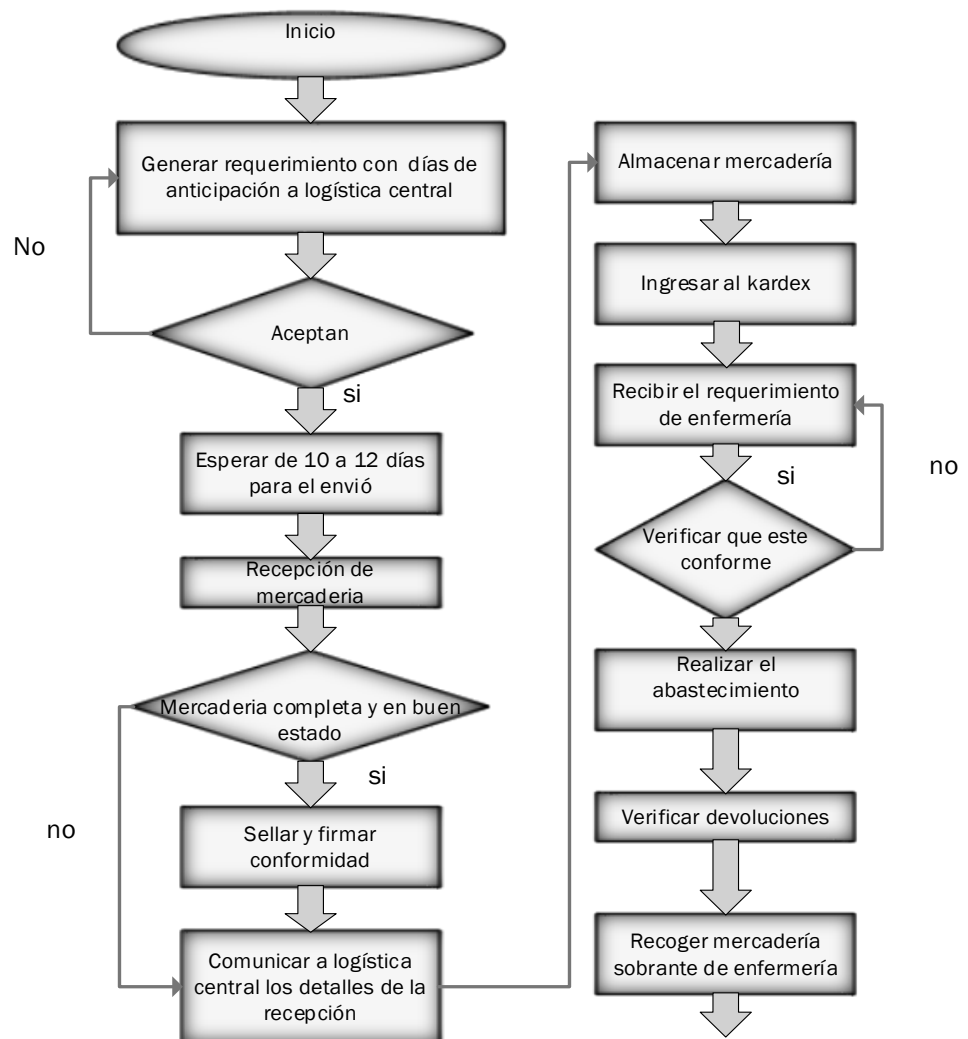 Inicio
Generar requerimiento con días de
anticipación a logística central
No
Aceptan
si
Esperar de 10 a 12 días
para el envió
Recepción de
mercaderia
Mercaderia completa y en buen
estado
si
no
Sellar y firmar
conformidad
Comunicar a logística
central los detalles de la
recepción
Almacenar mercadería
Ingresar al kardex
Recibir el requerimiento
de enfermería
si
no
Verificar que este
conforme
Realizar el
abastecimiento
Verificar devoluciones
Recoger mercadería
sobrante de enfermería